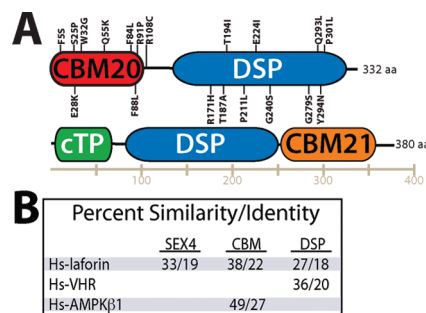 A
F5S S25P W32G Q55K F84L R91P R108C T194I E224I Q293L P301L
CBM20 DSP 332 aa
E28K F88L R171H T187A P211L G240S G279S Y294N
cTP DSP CBM21 380 aa
100 200 300 400
B
Percent Similarity/Identity
SEX4 CBM DSP
Hs-laforin 33/19 38/22 27/18
Hs-VHR 36/20
Hs-AMPKβ1 49/27